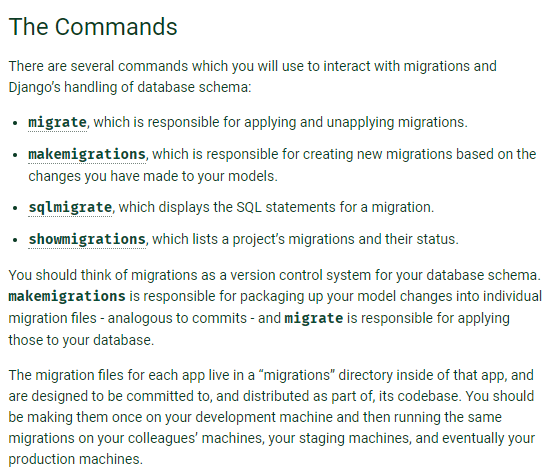 The Commands
There are several commands which you will use to interact with migrations and
Django’s handling of database schema:
• migrate, which is responsible for applying and unapplying migrations.
• makemigrations, which is responsible for creating new migrations based on the
changes you have made to your models.
• sqlmigrate, which displays the SQL statements for a migration.
• showmigrations, which lists a project’s migrations and their status.
You should think of migrations as a version control system for your database schema.
makemigrations is responsible for packaging up your model changes into individual
migration files - analogous to commits - and migrate is responsible for applying
those to your database.
The migration files for each app live in a “migrations” directory inside of that app, and
are designed to be committed to, and distributed as part of, its codebase. You should
be making them once on your development machine and then running the same
migrations on your colleagues’ machines, your staging machines, and eventually your
production machines.